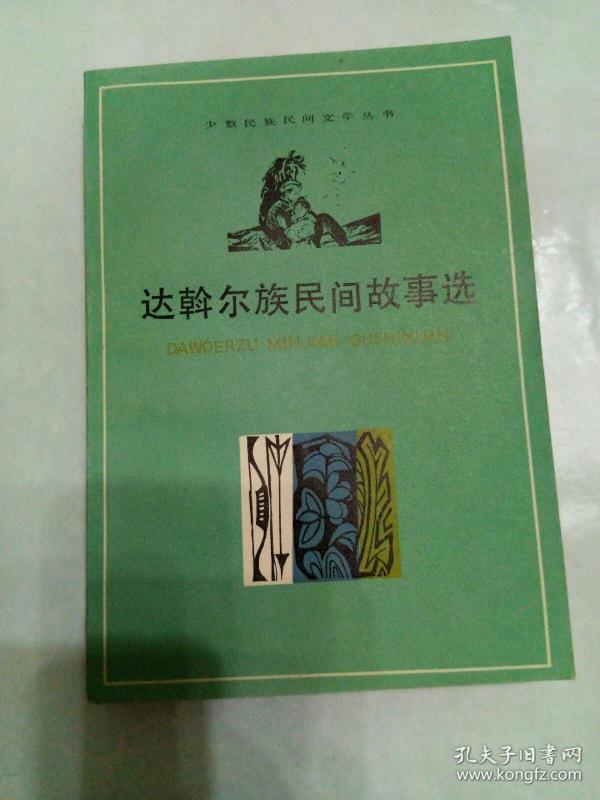 少数民族民间文学丛书
达斡尔族民间故事选
DAWOERZU MINJIAN GUSHIXUAN
孔夫子旧书网
www.kongfz.com